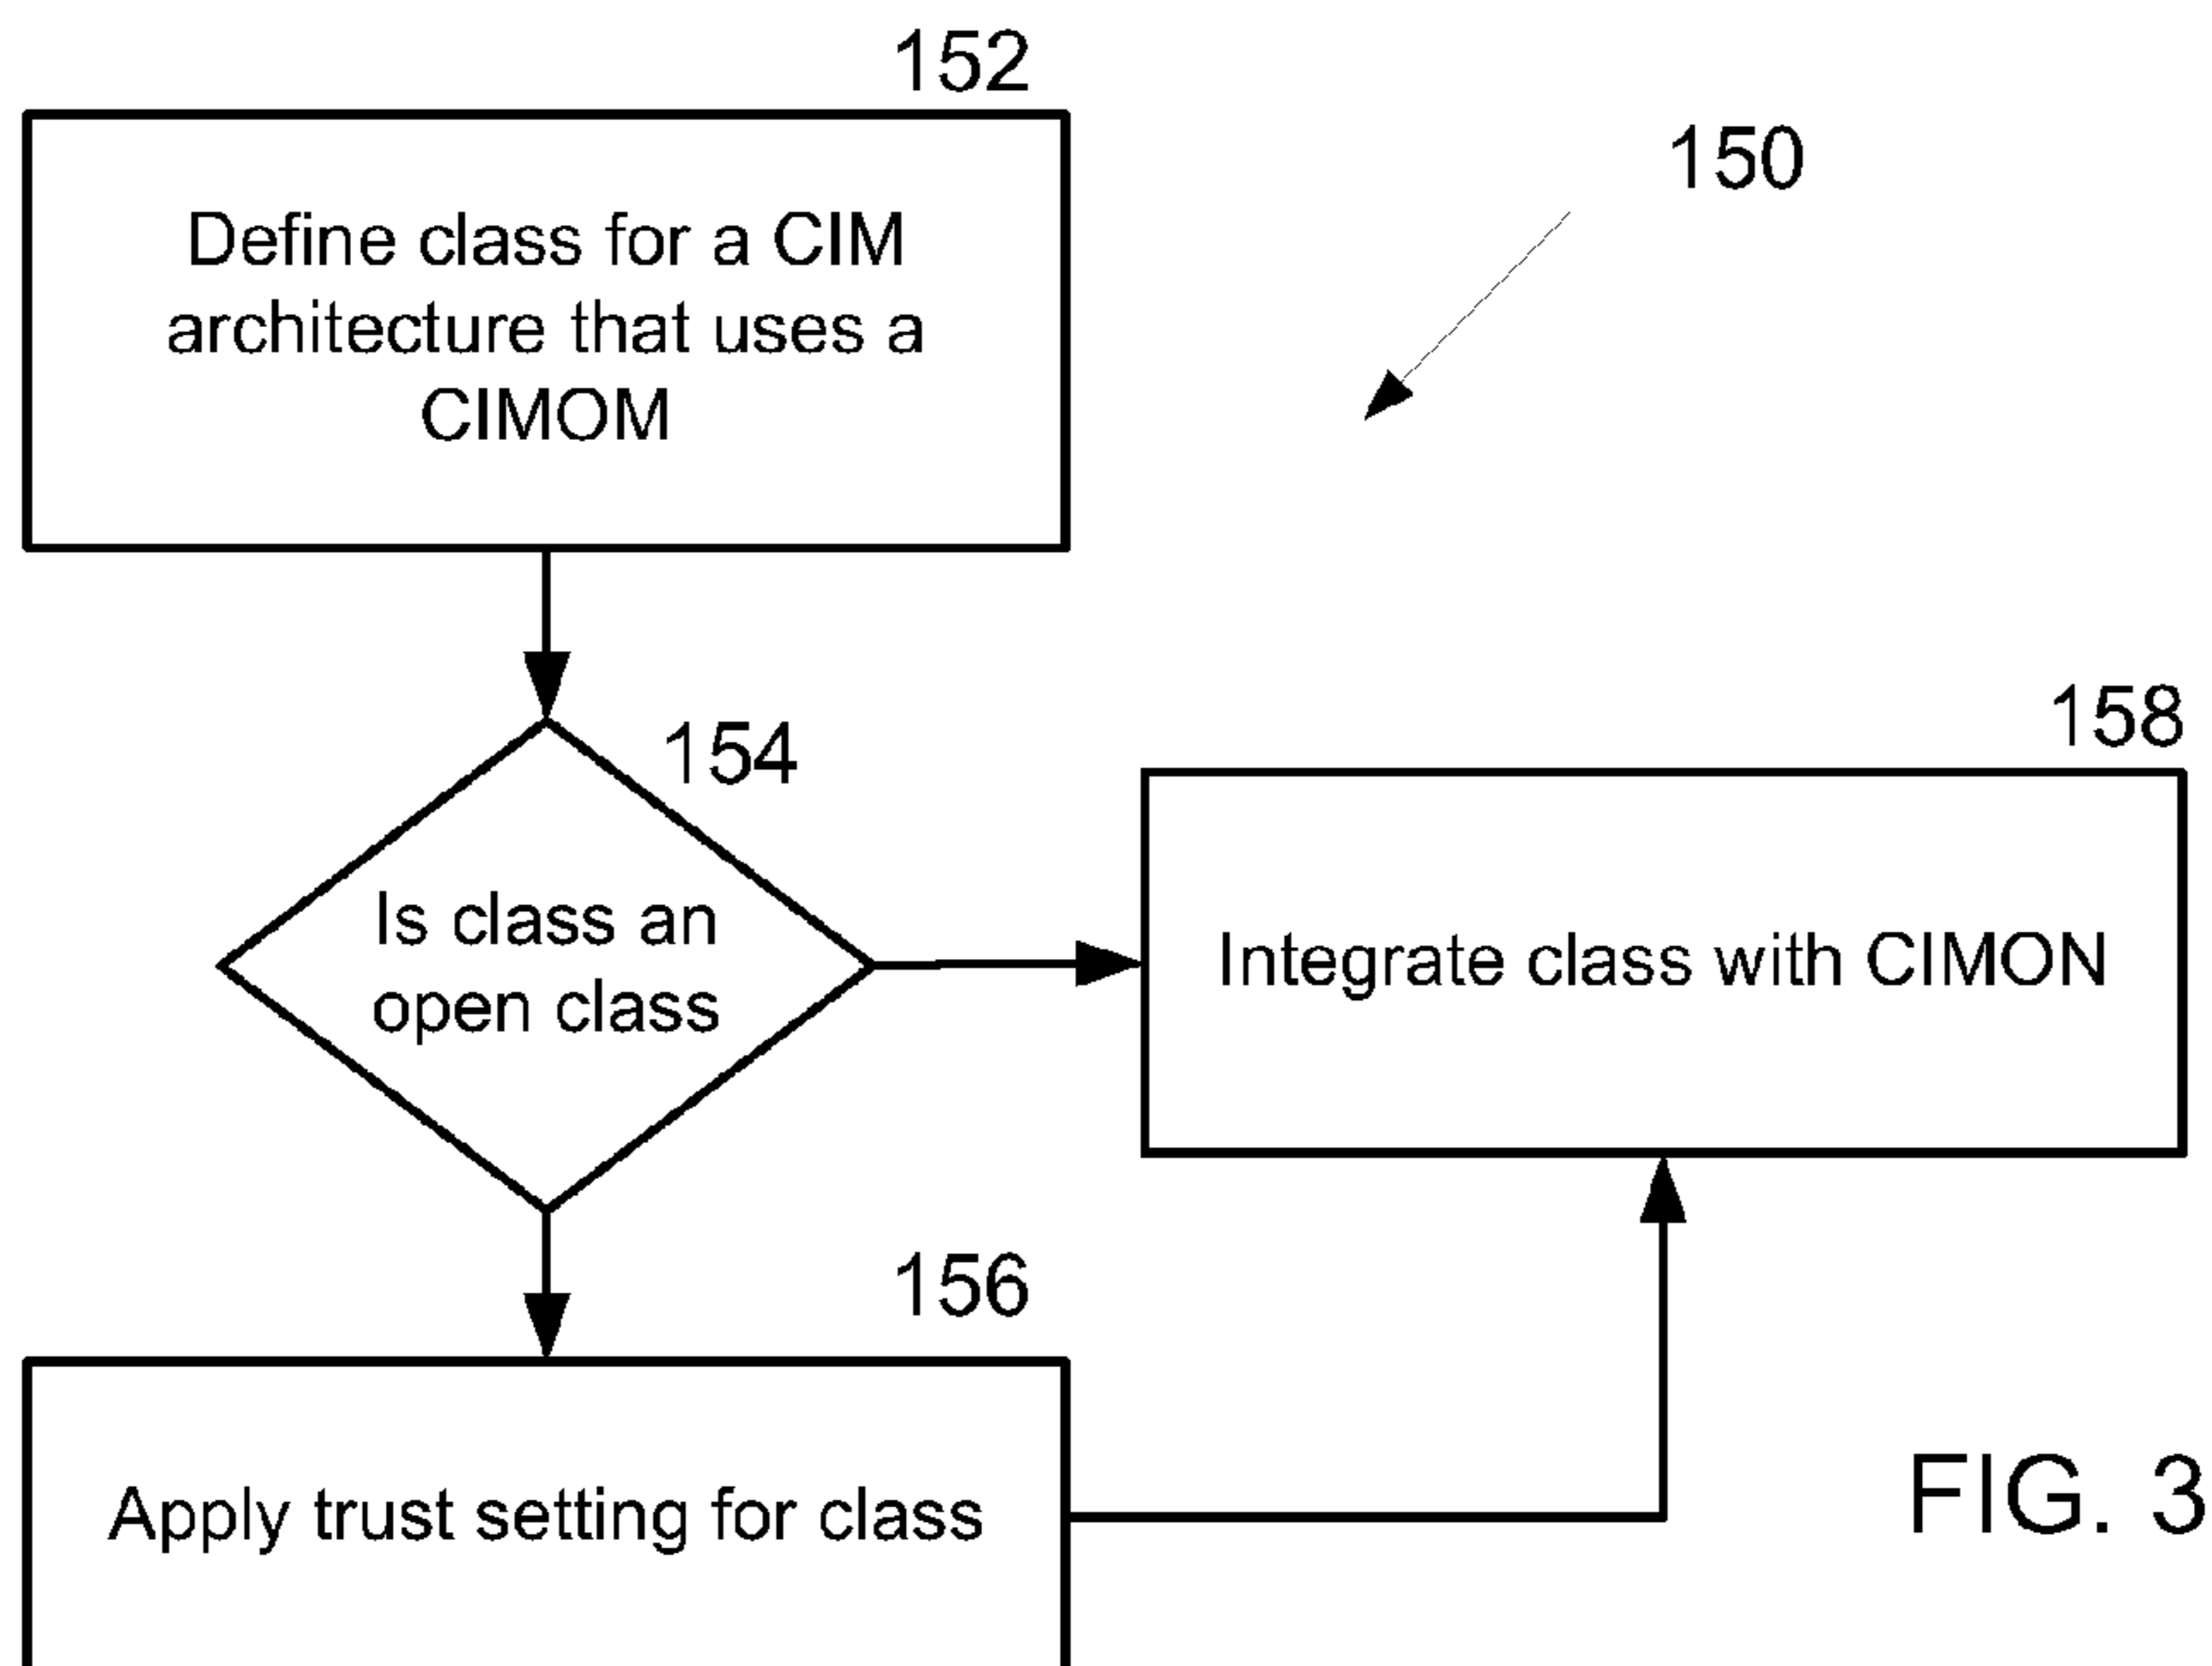 152
Define class for a CIM
architecture that uses a
CIMOM
150
154
Is class an
open class
158
Integrate class with CIMON
156
Apply trust setting for class
FIG. 3